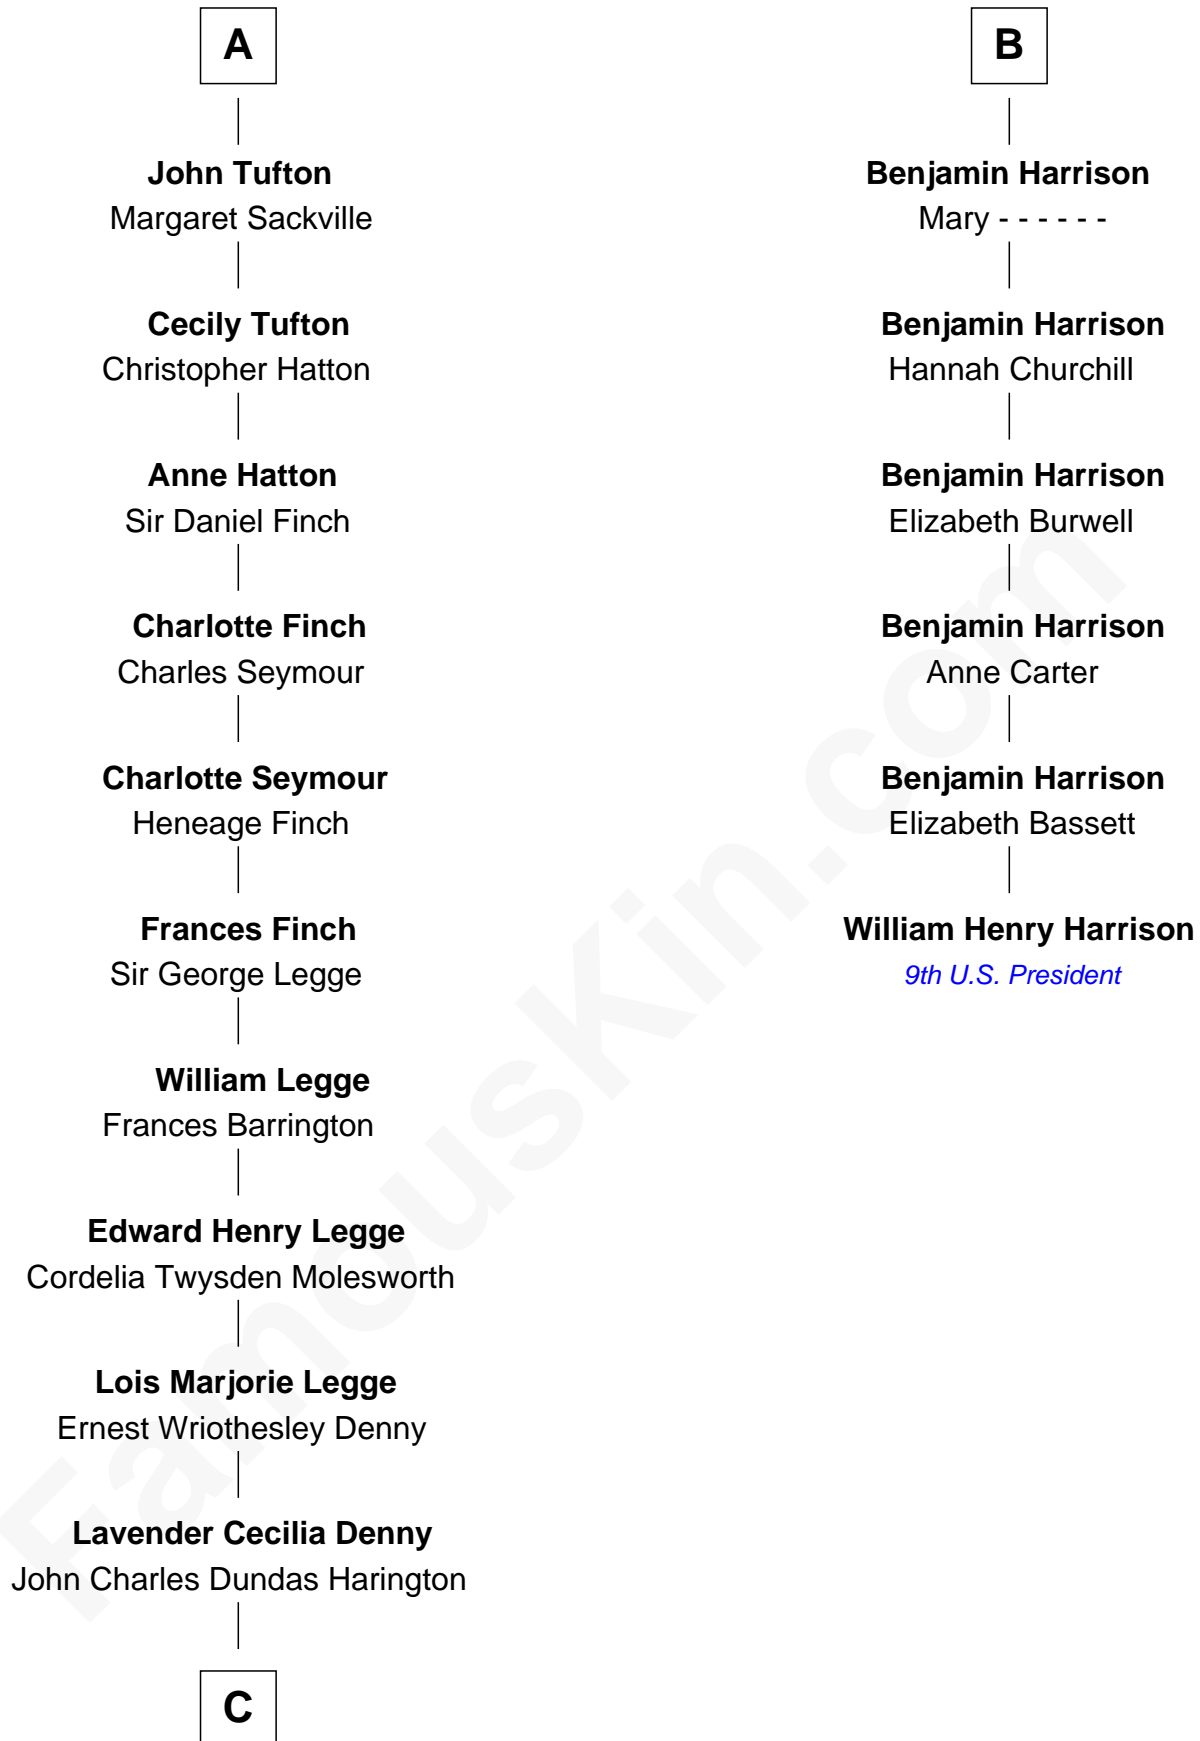 A
John Tufton
Margaret Sackville
Cecily Tufton
Christopher Hatton
Anne Hatton
Sir Daniel Finch
Charlotte Finch
Charles Seymour
Charlotte Seymour
Heneage Finch
Frances Finch
Sir George Legge
William Legge
Frances Barrington
Edward Henry Legge
Cordelia Twysden Molesworth
Lois Marjorie Legge
Ernest Wriothesley Denny
Lavender Cecilia Denny
John Charles Dundas Harington
C
B
Benjamin Harrison
Mary - - - - - -
Benjamin Harrison
Hannah Churchill
Benjamin Harrison
Elizabeth Burwell
Benjamin Harrison
Anne Carter
Benjamin Harrison
Elizabeth Bassett
William Henry Harrison
9th U.S. President
FamousKin.com